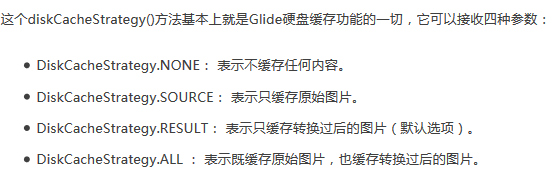 这个diskCacheStrategy()方法基本上就是Glide硬盘缓存功能的一切，它可以接收四种参数：
● DiskCacheStrategy.NONE： 表示不缓存任何内容。
● DiskCacheStrategy.SOURCE： 表示只缓存原始图片。
● DiskCacheStrategy.RESULT： 表示只缓存转换过后的图片（默认选项）。
● DiskCacheStrategy.ALL ： 表示既缓存原始图片，也缓存转换过后的图片。